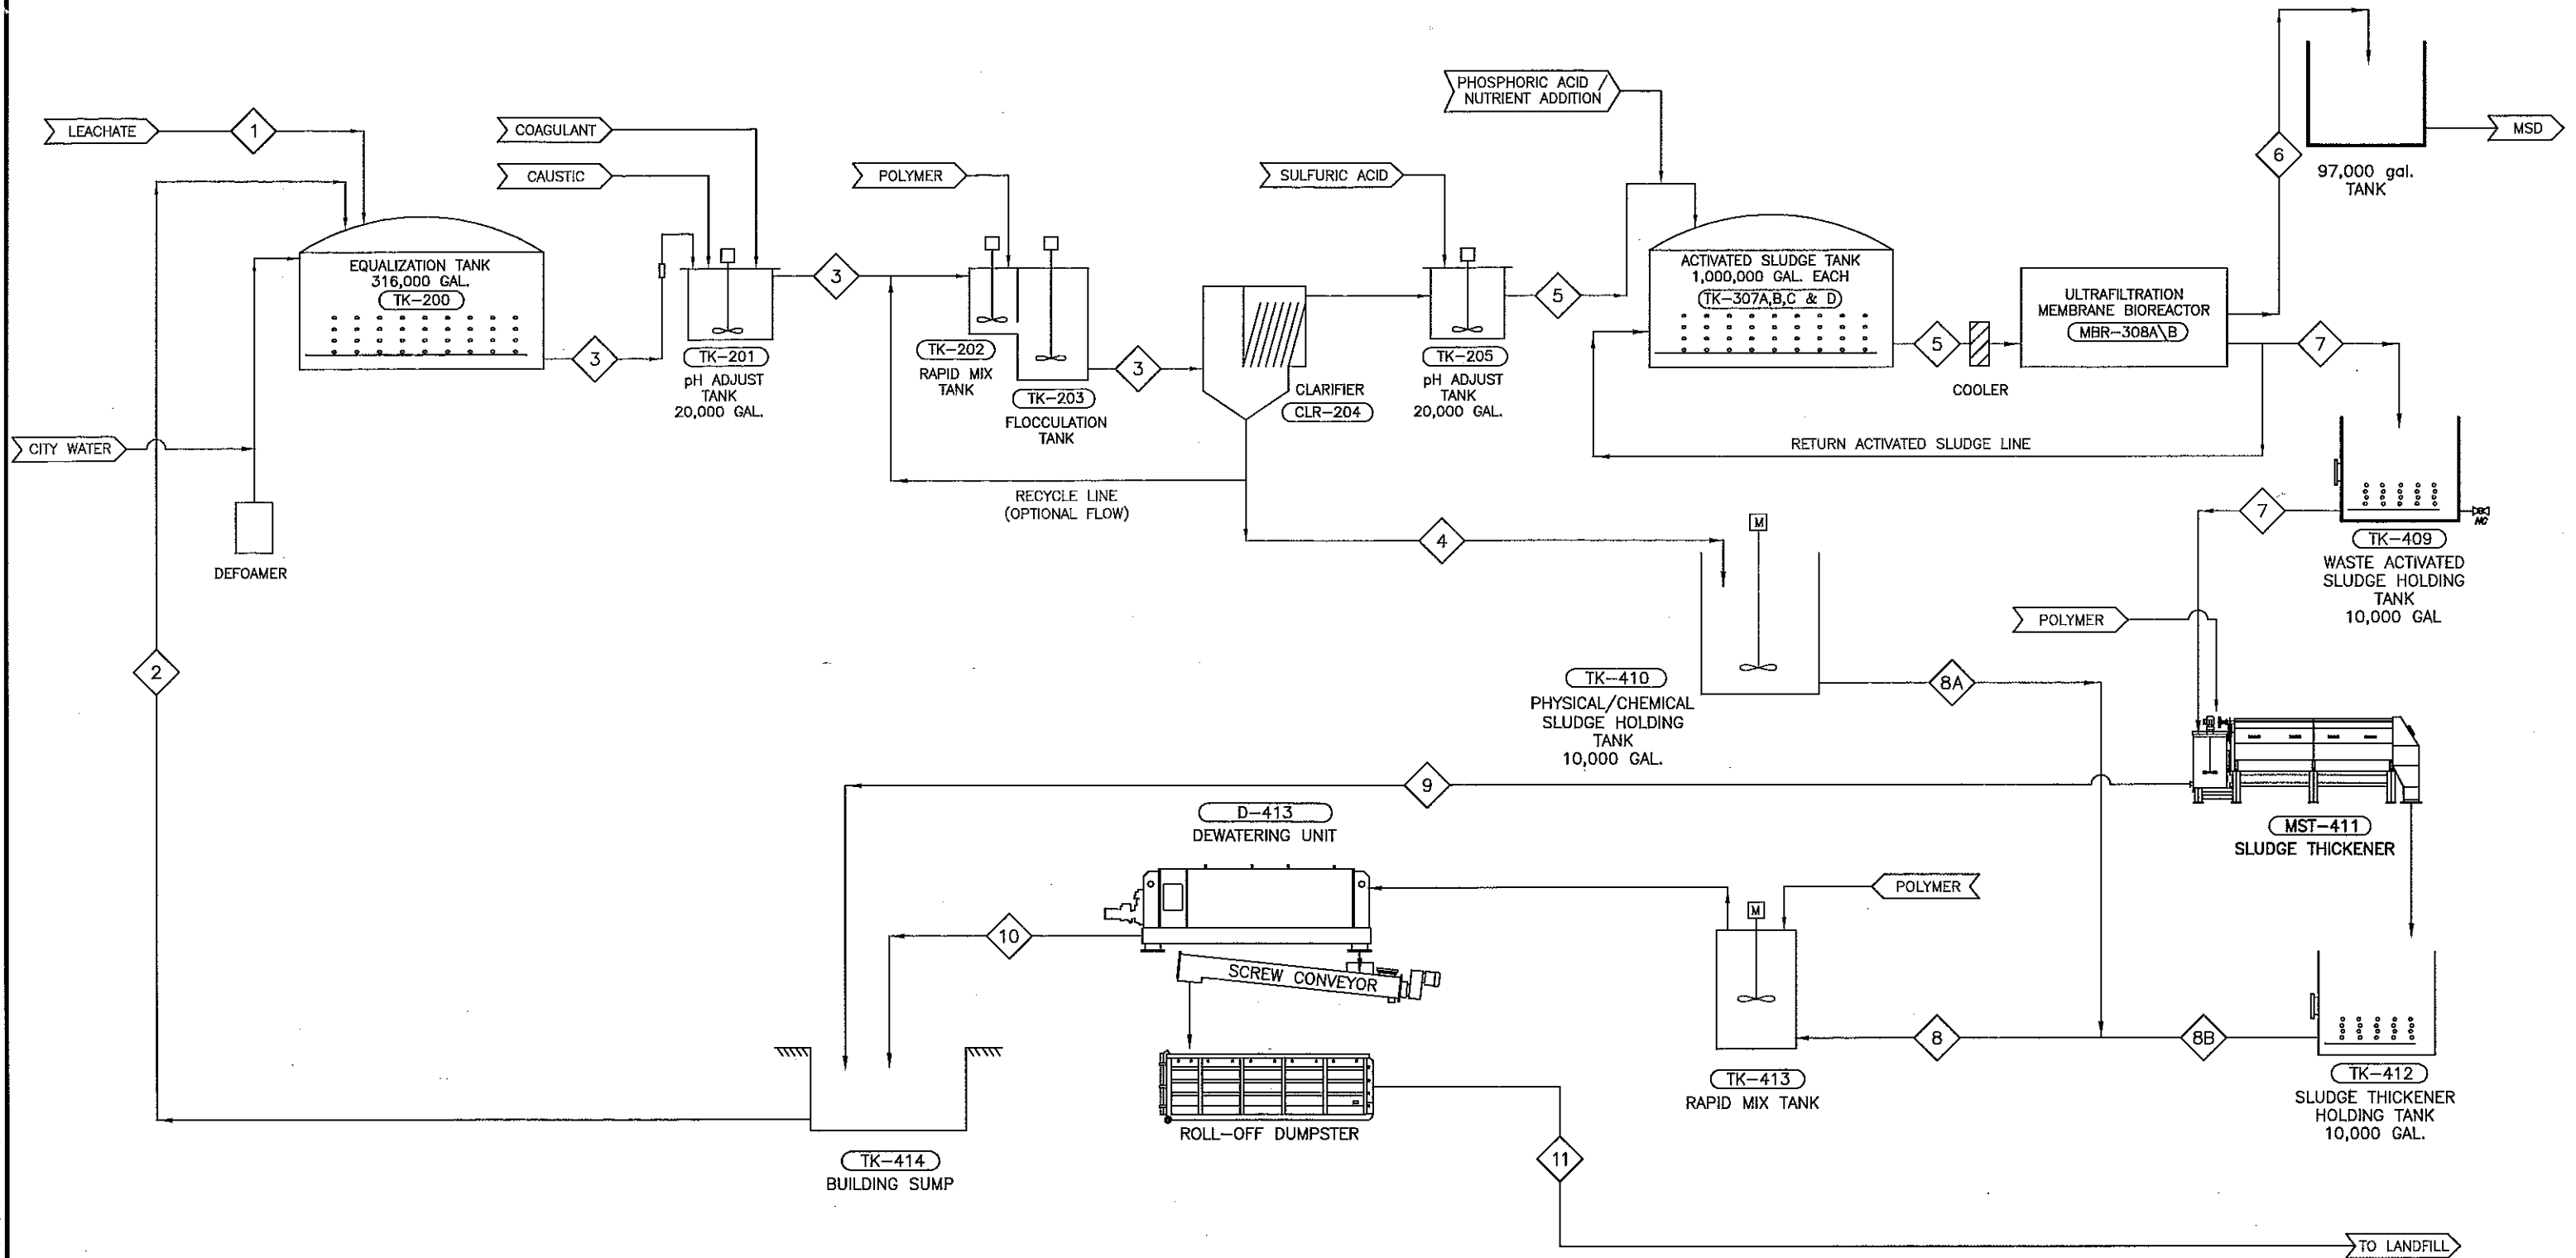 LEACHATE
1
CITY WATER
DEFOAMER
2
EQUALIZATION TANK
316,000 GAL.
TK-200
3
COAGULANT
CAUSTIC
TK-201
pH ADJUST
TANK
20,000 GAL.
3
POLYMER
TK-202
RAPID MIX
TANK
TK-203
FLOCCULATION
TANK
3
CLARIFIER
CLR-204
RECYCLE LINE
(OPTIONAL FLOW)
SULFURIC ACID
TK-205
pH ADJUST
TANK
20,000 GAL.
5
PHOSPHORIC ACID /
NUTRIENT ADDITION
ACTIVATED SLUDGE TANK
1,000,000 GAL. EACH
TK-307A,B,C & D
5
COOLER
ULTRAFILTRATION
MEMBRANE BIOREACTOR
MBR-308A\B
RETURN ACTIVATED SLUDGE LINE
6
97,000 gal.
TANK
MSD
7
7
NC
TK-409
WASTE ACTIVATED
SLUDGE HOLDING
TANK
10,000 GAL
4
M
TK-410
PHYSICAL/CHEMICAL
SLUDGE HOLDING
TANK
10,000 GAL.
8A
POLYMER
MST-411
SLUDGE THICKENER
9
D-413
DEWATERING UNIT
10
SCREW CONVEYOR
ROLL-OFF DUMPSTER
POLYMER
M
TK-413
RAPID MIX TANK
8
8B
TK-412
SLUDGE THICKENER
HOLDING TANK
10,000 GAL.
TK-414
BUILDING SUMP
11
TO LANDFILL